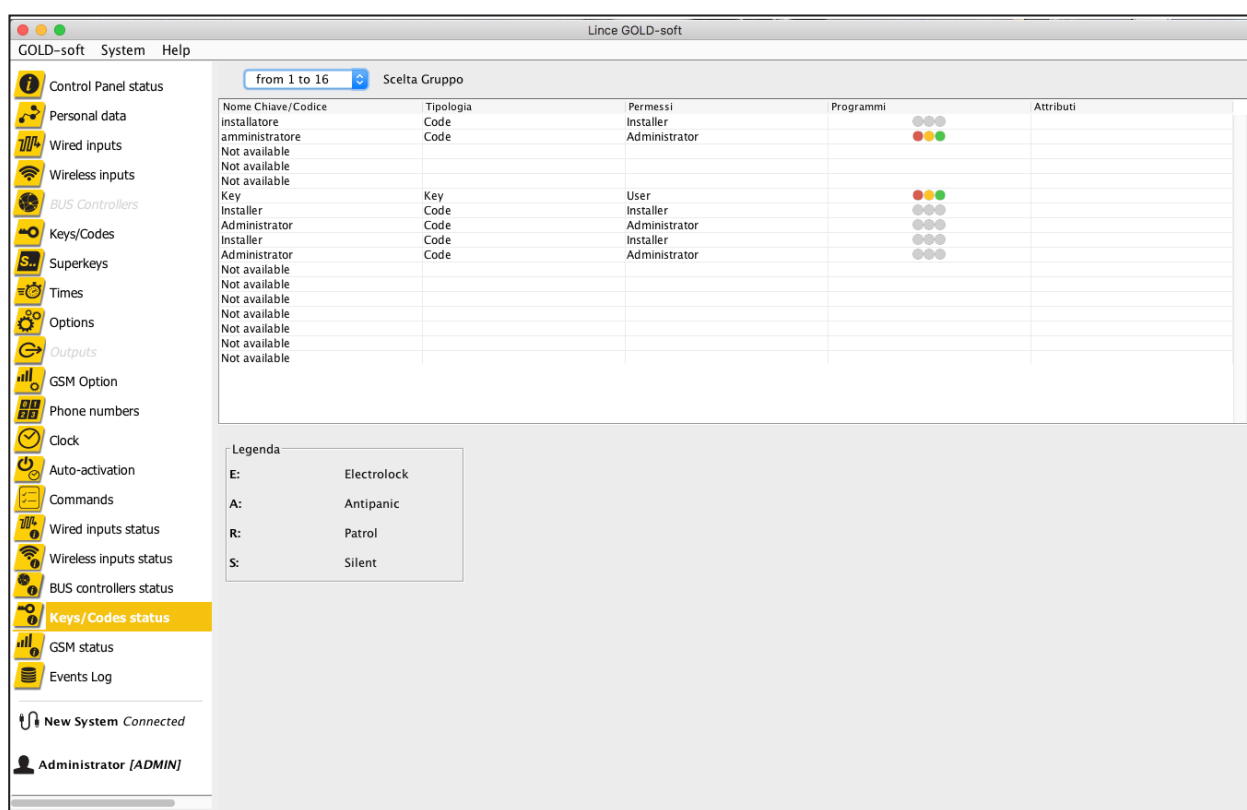 Lince GOLD-soft
GOLD-soft System Help
Control Panel status
Personal data
Wired inputs
Wireless inputs
BUS Controllers
Keys/Codes
S.. Superkeys
Times
Options
Outputs
GSM Option
0 1 2 3 Phone numbers
Clock
Auto-activation
Commands
Wired inputs status
Wireless inputs status
BUS controllers status
Keys/Codes status
GSM status
Events Log
New System Connected
Administrator [ADMIN]
from 1 to 16 Scelta Gruppo
Nome Chiave/Codice Tipologia Permessi Programmi Attributi
installatore Code Installer
amministratore Code Administrator
Not available
Not available
Not available
Key Key User
Installer Code Installer
Administrator Code Administrator
Installer Code Installer
Administrator Code Administrator
Not available
Not available
Not available
Not available
Not available
Not available
Not available
Legenda
E: Electrolock
A: Antipanic
R: Patrol
S: Silent